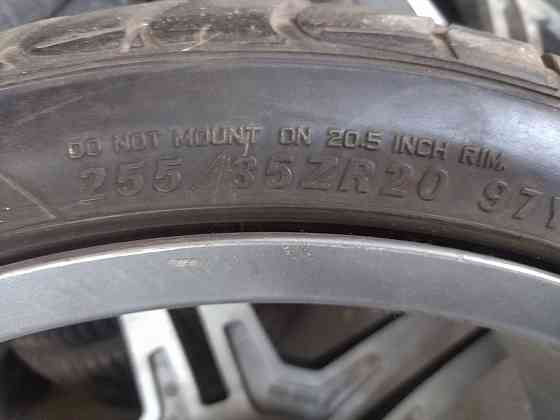 DO NOT MOUNT ON 20.5 INCH RIM.
255/35ZR20 97